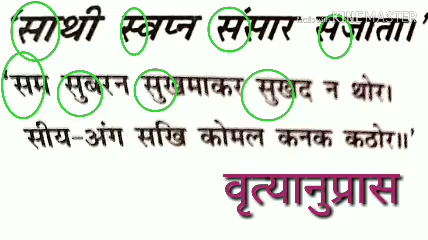 'साथी स्वप्न संसार सजाता।'
'सम सुबरन सुखमाकर सुखद न थोर।
सीय-अंग सखि कोमल कनक कठोर॥'
वृत्यानुप्रास